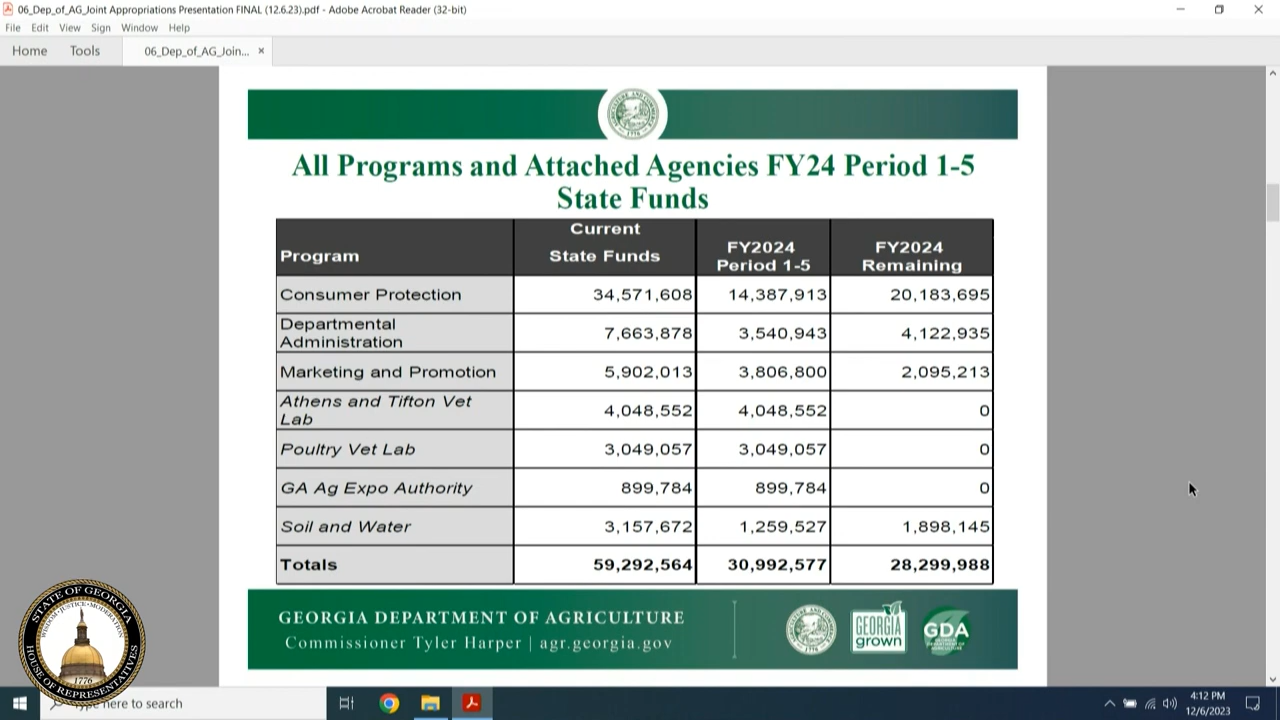 06_Dep_of_AG_Joint Appropriations Presentation FINAL (12.6.23).pdf - Adobe Acrobat Reader (32-bit)
File Edit View Sign Window Help
Home Tools 06_Dep_of_AG_Join... ×
All Programs and Attached Agencies FY24 Period 1-5
State Funds
Program Current State Funds FY2024 Period 1-5 FY2024 Remaining
Consumer Protection 34,571,608 14,387,913 20,183,695
Departmental Administration 7,663,878 3,540,943 4,122,935
Marketing and Promotion 5,902,013 3,806,800 2,095,213
Athens and Tifton Vet Lab 4,048,552 4,048,552 0
Poultry Vet Lab 3,049,057 3,049,057 0
GA Ag Expo Authority 899,784 899,784 0
Soil and Water 3,157,672 1,259,527 1,898,145
Totals 59,292,564 30,992,577 28,299,988
GEORGIA DEPARTMENT OF AGRICULTURE
Commissioner Tyler Harper | agr.georgia.gov
GEORGIA
grown
GDA
STATE OF GEORGIA
HOUSE OF REPRESENTATIVES
1776
here to search
4:12 PM
12/6/2023